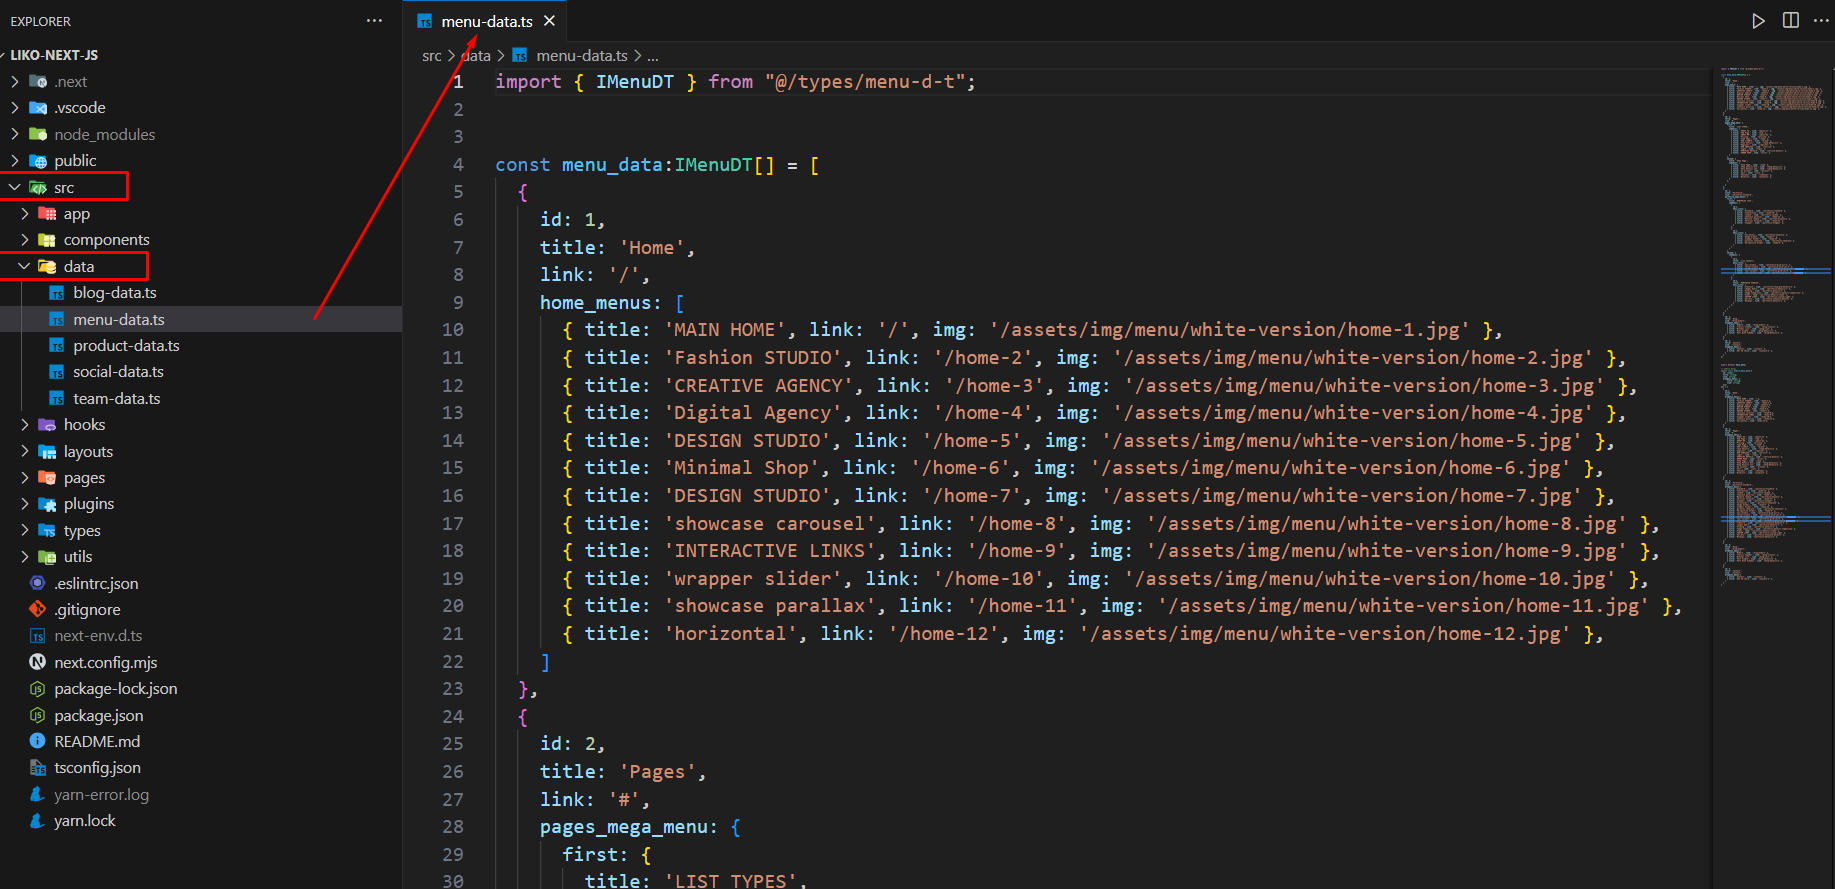 EXPLORER
LIKO-NEXT-JS
.next
.vscode
node_modules
public
src
app
components
data
blog-data.ts
menu-data.ts
product-data.ts
social-data.ts
team-data.ts
hooks
layouts
pages
plugins
types
utils
.eslintrc.json
.gitignore
next-env.d.ts
next.config.mjs
package-lock.json
package.json
README.md
tsconfig.json
yarn-error.log
yarn.lock
menu-data.ts
src > data > menu-data.ts > ...
1 import { IMenuDT } from "@/types/menu-d-t";
2
3
4 const menu_data:IMenuDT[] = [
5 {
6 id: 1,
7 title: 'Home',
8 link: '/',
9 home_menus: [
10 { title: 'MAIN HOME', link: '/', img: '/assets/img/menu/white-version/home-1.jpg' },
11 { title: 'Fashion STUDIO', link: '/home-2', img: '/assets/img/menu/white-version/home-2.jpg' },
12 { title: 'CREATIVE AGENCY', link: '/home-3', img: '/assets/img/menu/white-version/home-3.jpg' },
13 { title: 'Digital Agency', link: '/home-4', img: '/assets/img/menu/white-version/home-4.jpg' },
14 { title: 'DESIGN STUDIO', link: '/home-5', img: '/assets/img/menu/white-version/home-5.jpg' },
15 { title: 'Minimal Shop', link: '/home-6', img: '/assets/img/menu/white-version/home-6.jpg' },
16 { title: 'DESIGN STUDIO', link: '/home-7', img: '/assets/img/menu/white-version/home-7.jpg' },
17 { title: 'showcase carousel', link: '/home-8', img: '/assets/img/menu/white-version/home-8.jpg' },
18 { title: 'INTERACTIVE LINKS', link: '/home-9', img: '/assets/img/menu/white-version/home-9.jpg' },
19 { title: 'wrapper slider', link: '/home-10', img: '/assets/img/menu/white-version/home-10.jpg' },
20 { title: 'showcase parallax', link: '/home-11', img: '/assets/img/menu/white-version/home-11.jpg' },
21 { title: 'horizontal', link: '/home-12', img: '/assets/img/menu/white-version/home-12.jpg' },
22 ]
23 },
24 {
25 id: 2,
26 title: 'Pages',
27 link: '#',
28 pages_mega_menu: {
29 first: {
30 title: 'LIST TYPES',